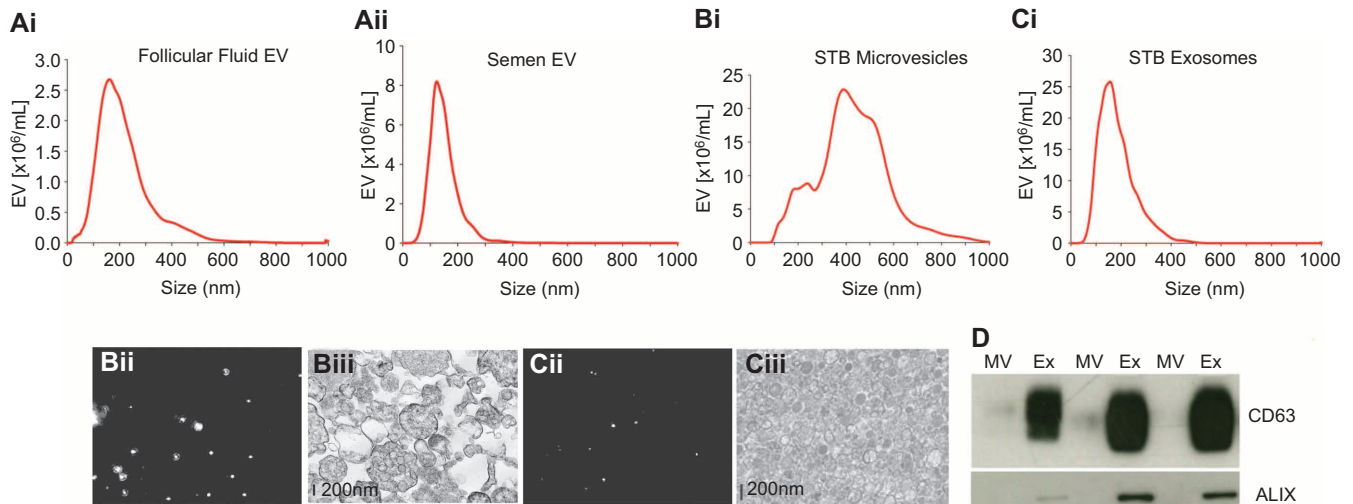 Ai
Follicular Fluid EV
EV [x10⁶/mL]
3.0
2.5
2.0
1.5
1.0
0.5
0.0
0 200 400 600 800 1000
Size (nm)
Aii
Semen EV
EV [x10⁶/mL]
10
8
6
4
2
0
0 200 400 600 800 1000
Size (nm)
Bi
STB Microvesicles
EV [x10⁶/mL]
25
20
15
10
5
0
0 200 400 600 800 1000
Size (nm)
Ci
STB Exosomes
EV [x10⁶/mL]
30
25
20
15
10
5
0
0 200 400 600 800 1000
Size (nm)
Bii
Biii
200nm
Cii
Ciii
200nm
D
MV Ex MV Ex MV Ex
CD63
ALIX